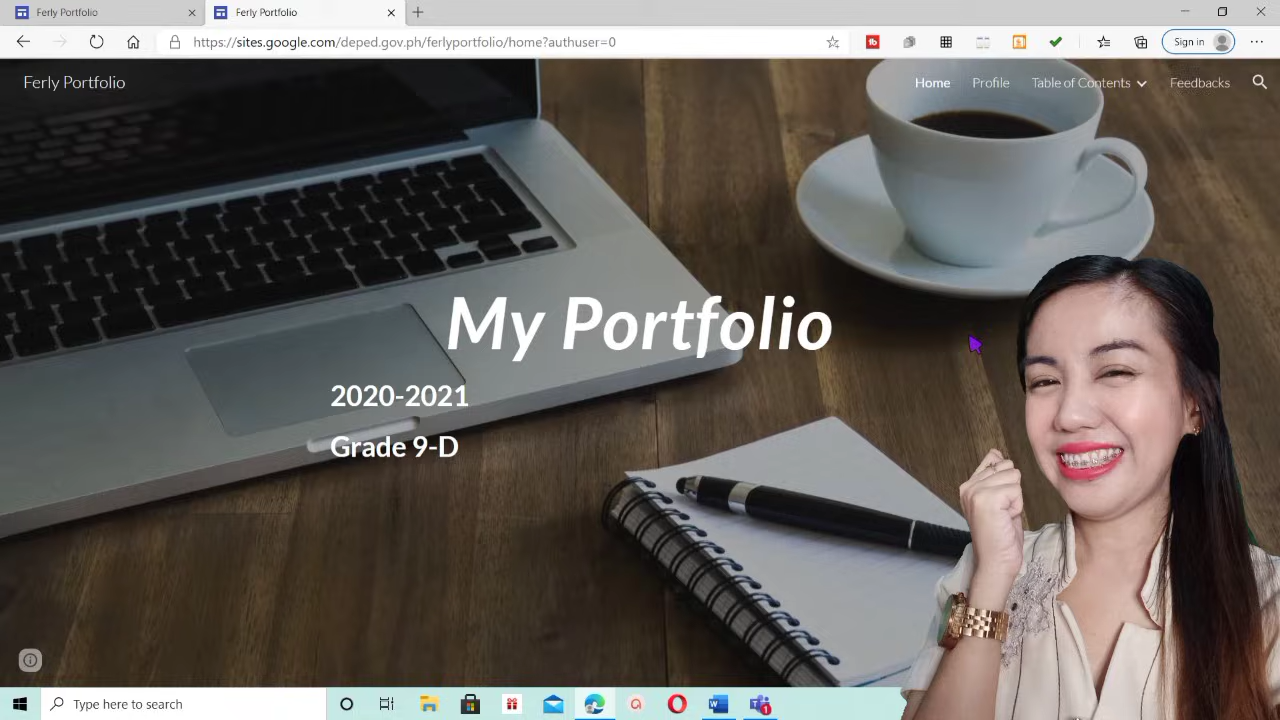 Ferly Portfolio
Ferly Portfolio
https://sites.google.com/deped.gov.ph/ferlyportfolio/home?authuser=0
Sign in
Ferly Portfolio
Home
Profile
Table of Contents
Feedbacks
My Portfolio
2020-2021
Grade 9-D
Type here to search